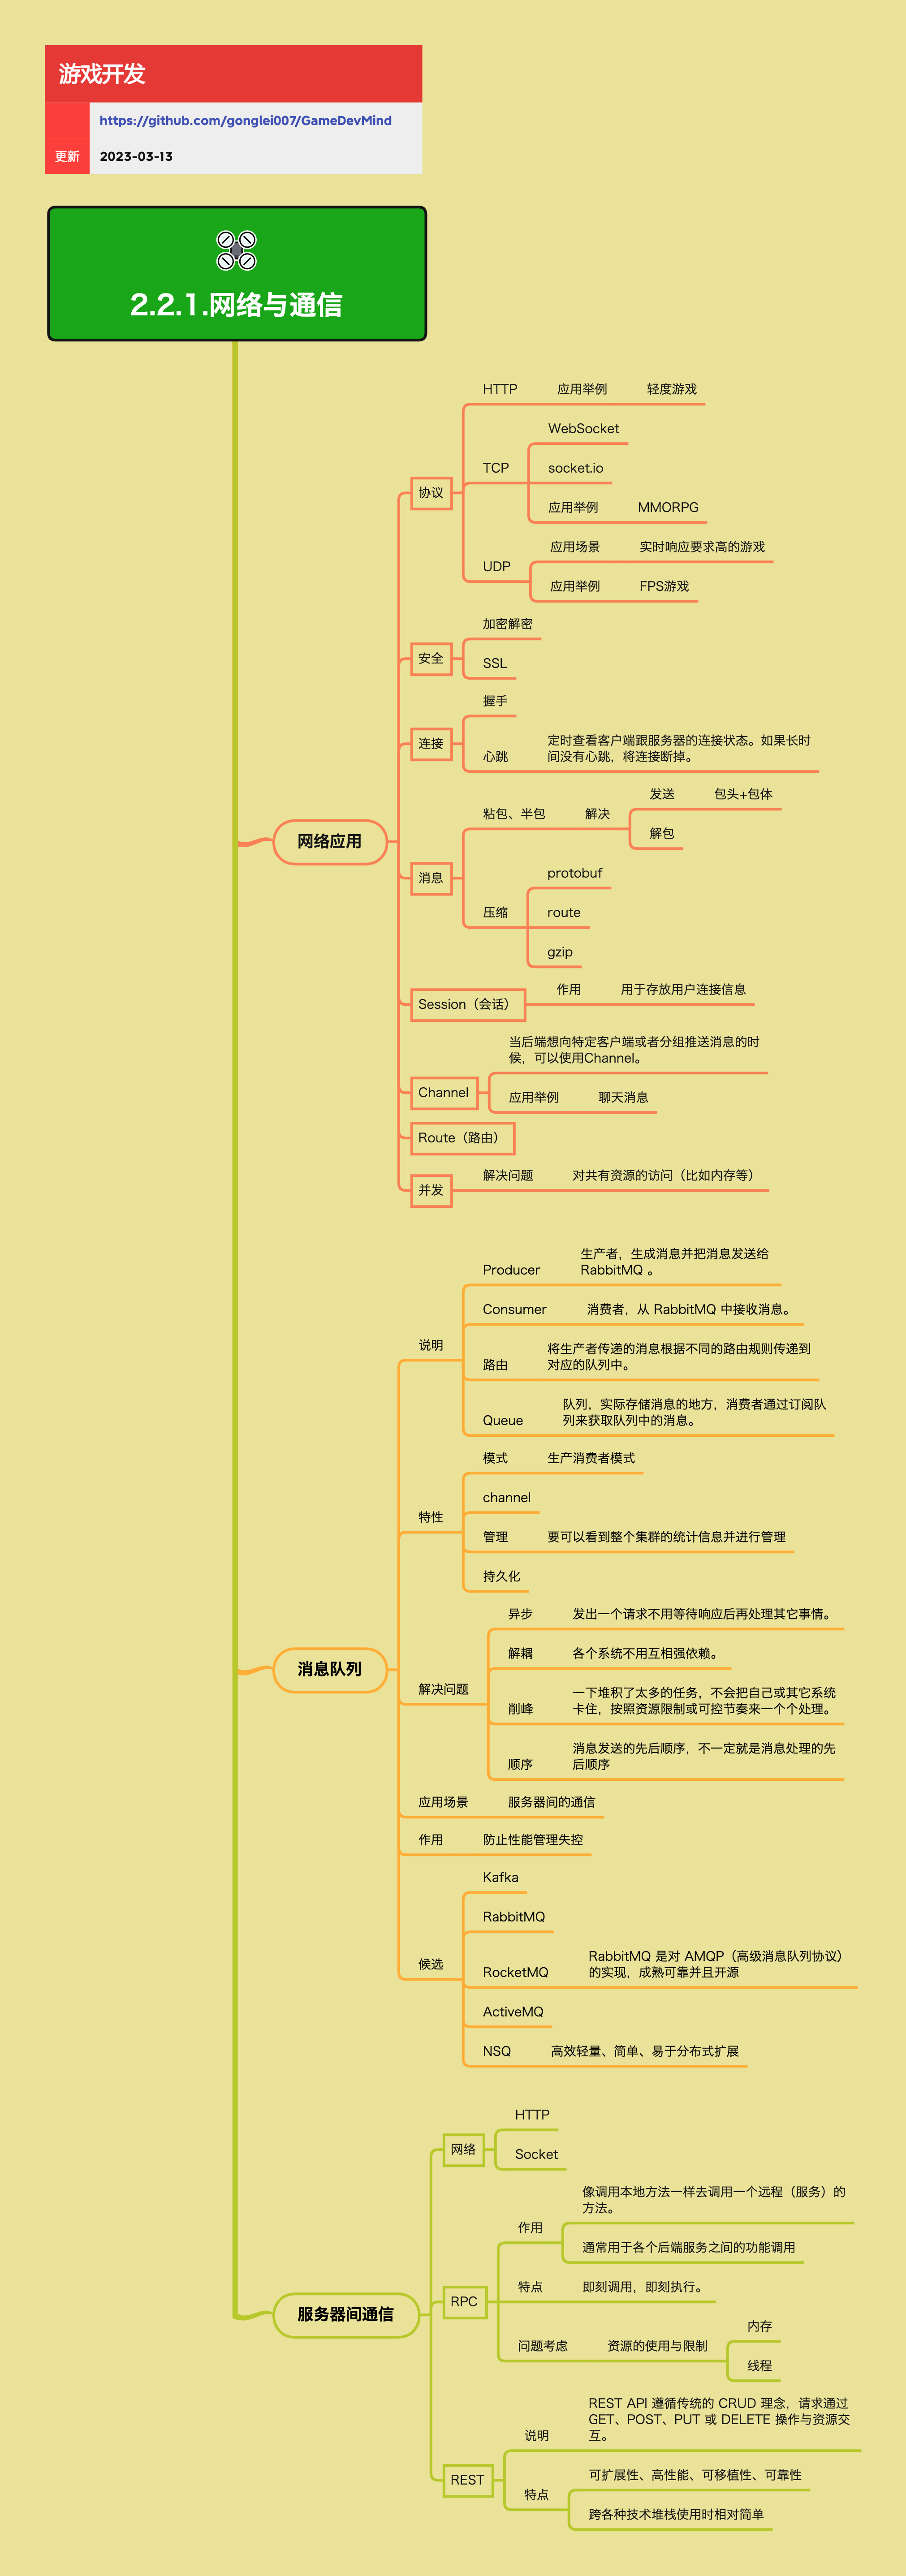 游戏开发
https://github.com/gonglei007/GameDevMind
更新
2023-03-13
2.2.1.网络与通信
网络应用
协议
HTTP
应用举例
轻度游戏
TCP
WebSocket
socket.io
应用举例
MMORPG
UDP
应用场景
实时响应要求高的游戏
应用举例
FPS游戏
安全
加密解密
SSL
连接
握手
心跳
定时查看客户端跟服务器的连接状态。如果长时
间没有心跳，将连接断掉。
消息
粘包、半包
解决
发送
包头+包体
解包
压缩
protobuf
route
gzip
Session（会话）
作用
用于存放用户连接信息
Channel
当后端想向特定客户端或者分组推送消息的时
候，可以使用Channel。
应用举例
聊天消息
Route（路由）
并发
解决问题
对共有资源的访问（比如内存等）
消息队列
说明
Producer
生产者，生成消息并把消息发送给
RabbitMQ 。
Consumer
消费者，从 RabbitMQ 中接收消息。
路由
将生产者传递的消息根据不同的路由规则传递到
对应的队列中。
Queue
队列，实际存储消息的地方，消费者通过订阅队
列来获取队列中的消息。
特性
模式
生产消费者模式
channel
管理
要可以看到整个集群的统计信息并进行管理
持久化
解决问题
异步
发出一个请求不用等待响应后再处理其它事情。
解耦
各个系统不用互相强依赖。
削峰
一下堆积了太多的任务，不会把自己或其它系统
卡住，按照资源限制或可控节奏来一个个处理。
顺序
消息发送的先后顺序，不一定就是消息处理的先
后顺序
应用场景
服务器间的通信
作用
防止性能管理失控
候选
Kafka
RabbitMQ
RocketMQ
RabbitMQ 是对 AMQP（高级消息队列协议）
的实现，成熟可靠并且开源
ActiveMQ
NSQ
高效轻量、简单、易于分布式扩展
服务器间通信
网络
HTTP
Socket
RPC
作用
像调用本地方法一样去调用一个远程（服务）的
方法。
通常用于各个后端服务之间的功能调用
特点
即刻调用，即刻执行。
问题考虑
资源的使用与限制
内存
线程
REST
说明
REST API 遵循传统的 CRUD 理念，请求通过
GET、POST、PUT 或 DELETE 操作与资源交
互。
特点
可扩展性、高性能、可移植性、可靠性
跨各种技术堆栈使用时相对简单